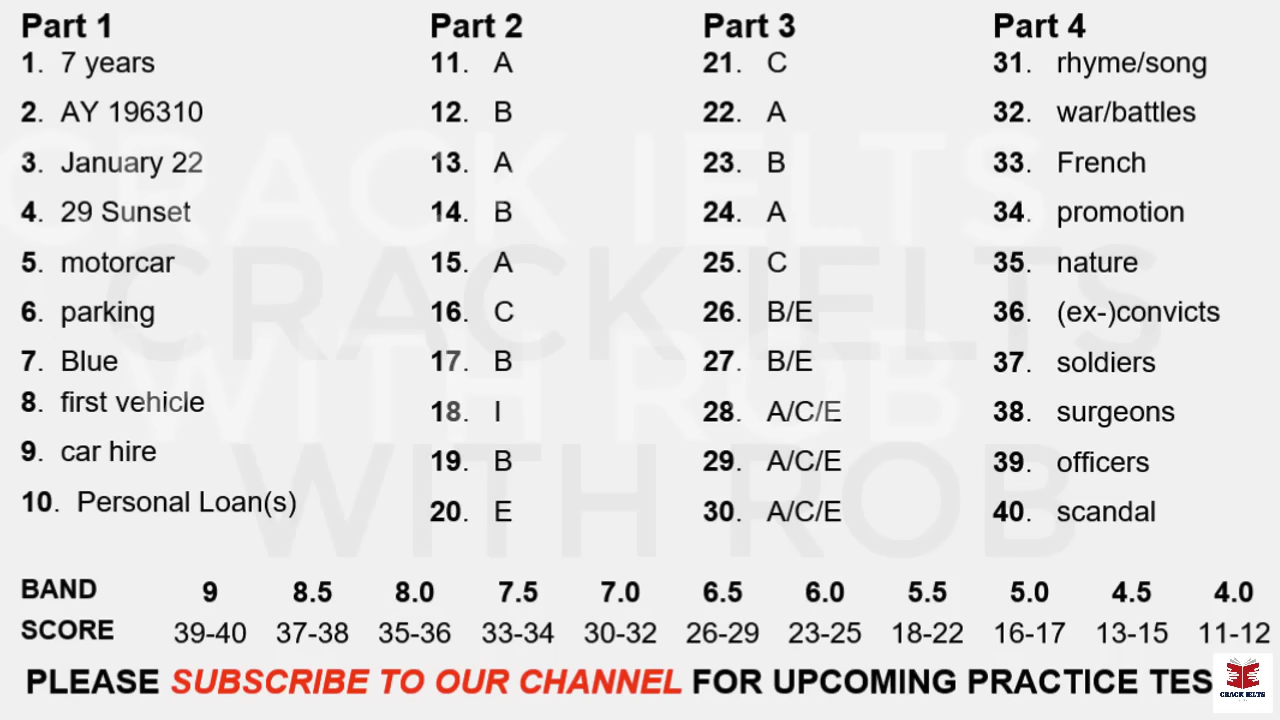 Part 1
1. 7 years
2. AY 196310
3. January 22
4. 29 Sunset
5. motorcar
6. parking
7. Blue
8. first vehicle
9. car hire
10. Personal Loan(s)
Part 2
11. A
12. B
13. A
14. B
15. A
16. C
17. B
18. I
19. B
20. E
Part 3
21. C
22. A
23. B
24. A
25. C
26. B/E
27. B/E
28. A/C/E
29. A/C/E
30. A/C/E
Part 4
31. rhyme/song
32. war/battles
33. French
34. promotion
35. nature
36. (ex-)convicts
37. soldiers
38. surgeons
39. officers
40. scandal
BAND 9 8.5 8.0 7.5 7.0 6.5 6.0 5.5 5.0 4.5 4.0
SCORE 39-40 37-38 35-36 33-34 30-32 26-29 23-25 18-22 16-17 13-15 11-12
PLEASE SUBSCRIBE TO OUR CHANNEL FOR UPCOMING PRACTICE TES
CRACK IELTS
CRACK IELTS
WITH ROB
CRACK IELTS
WITH ROB